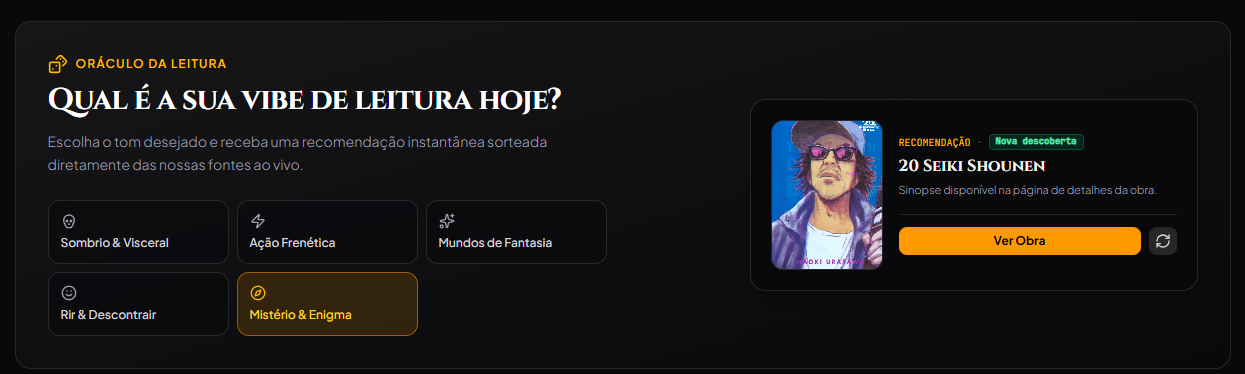 ORÁCULO DA LEITURA
QUAL É A SUA VIBE DE LEITURA HOJE?
Escolha o tom desejado e receba uma recomendação instantânea sorteada
diretamente das nossas fontes ao vivo.
Sombrio & Visceral
Ação Frenética
Mundos de Fantasia
Rir & Descontrair
Mistério & Enigma
RECOMENDAÇÃO · Nova descoberta
20 SEIKI SHOUNEN
Sinopse disponível na página de detalhes da obra.
Ver Obra
NAOKI URASAWA